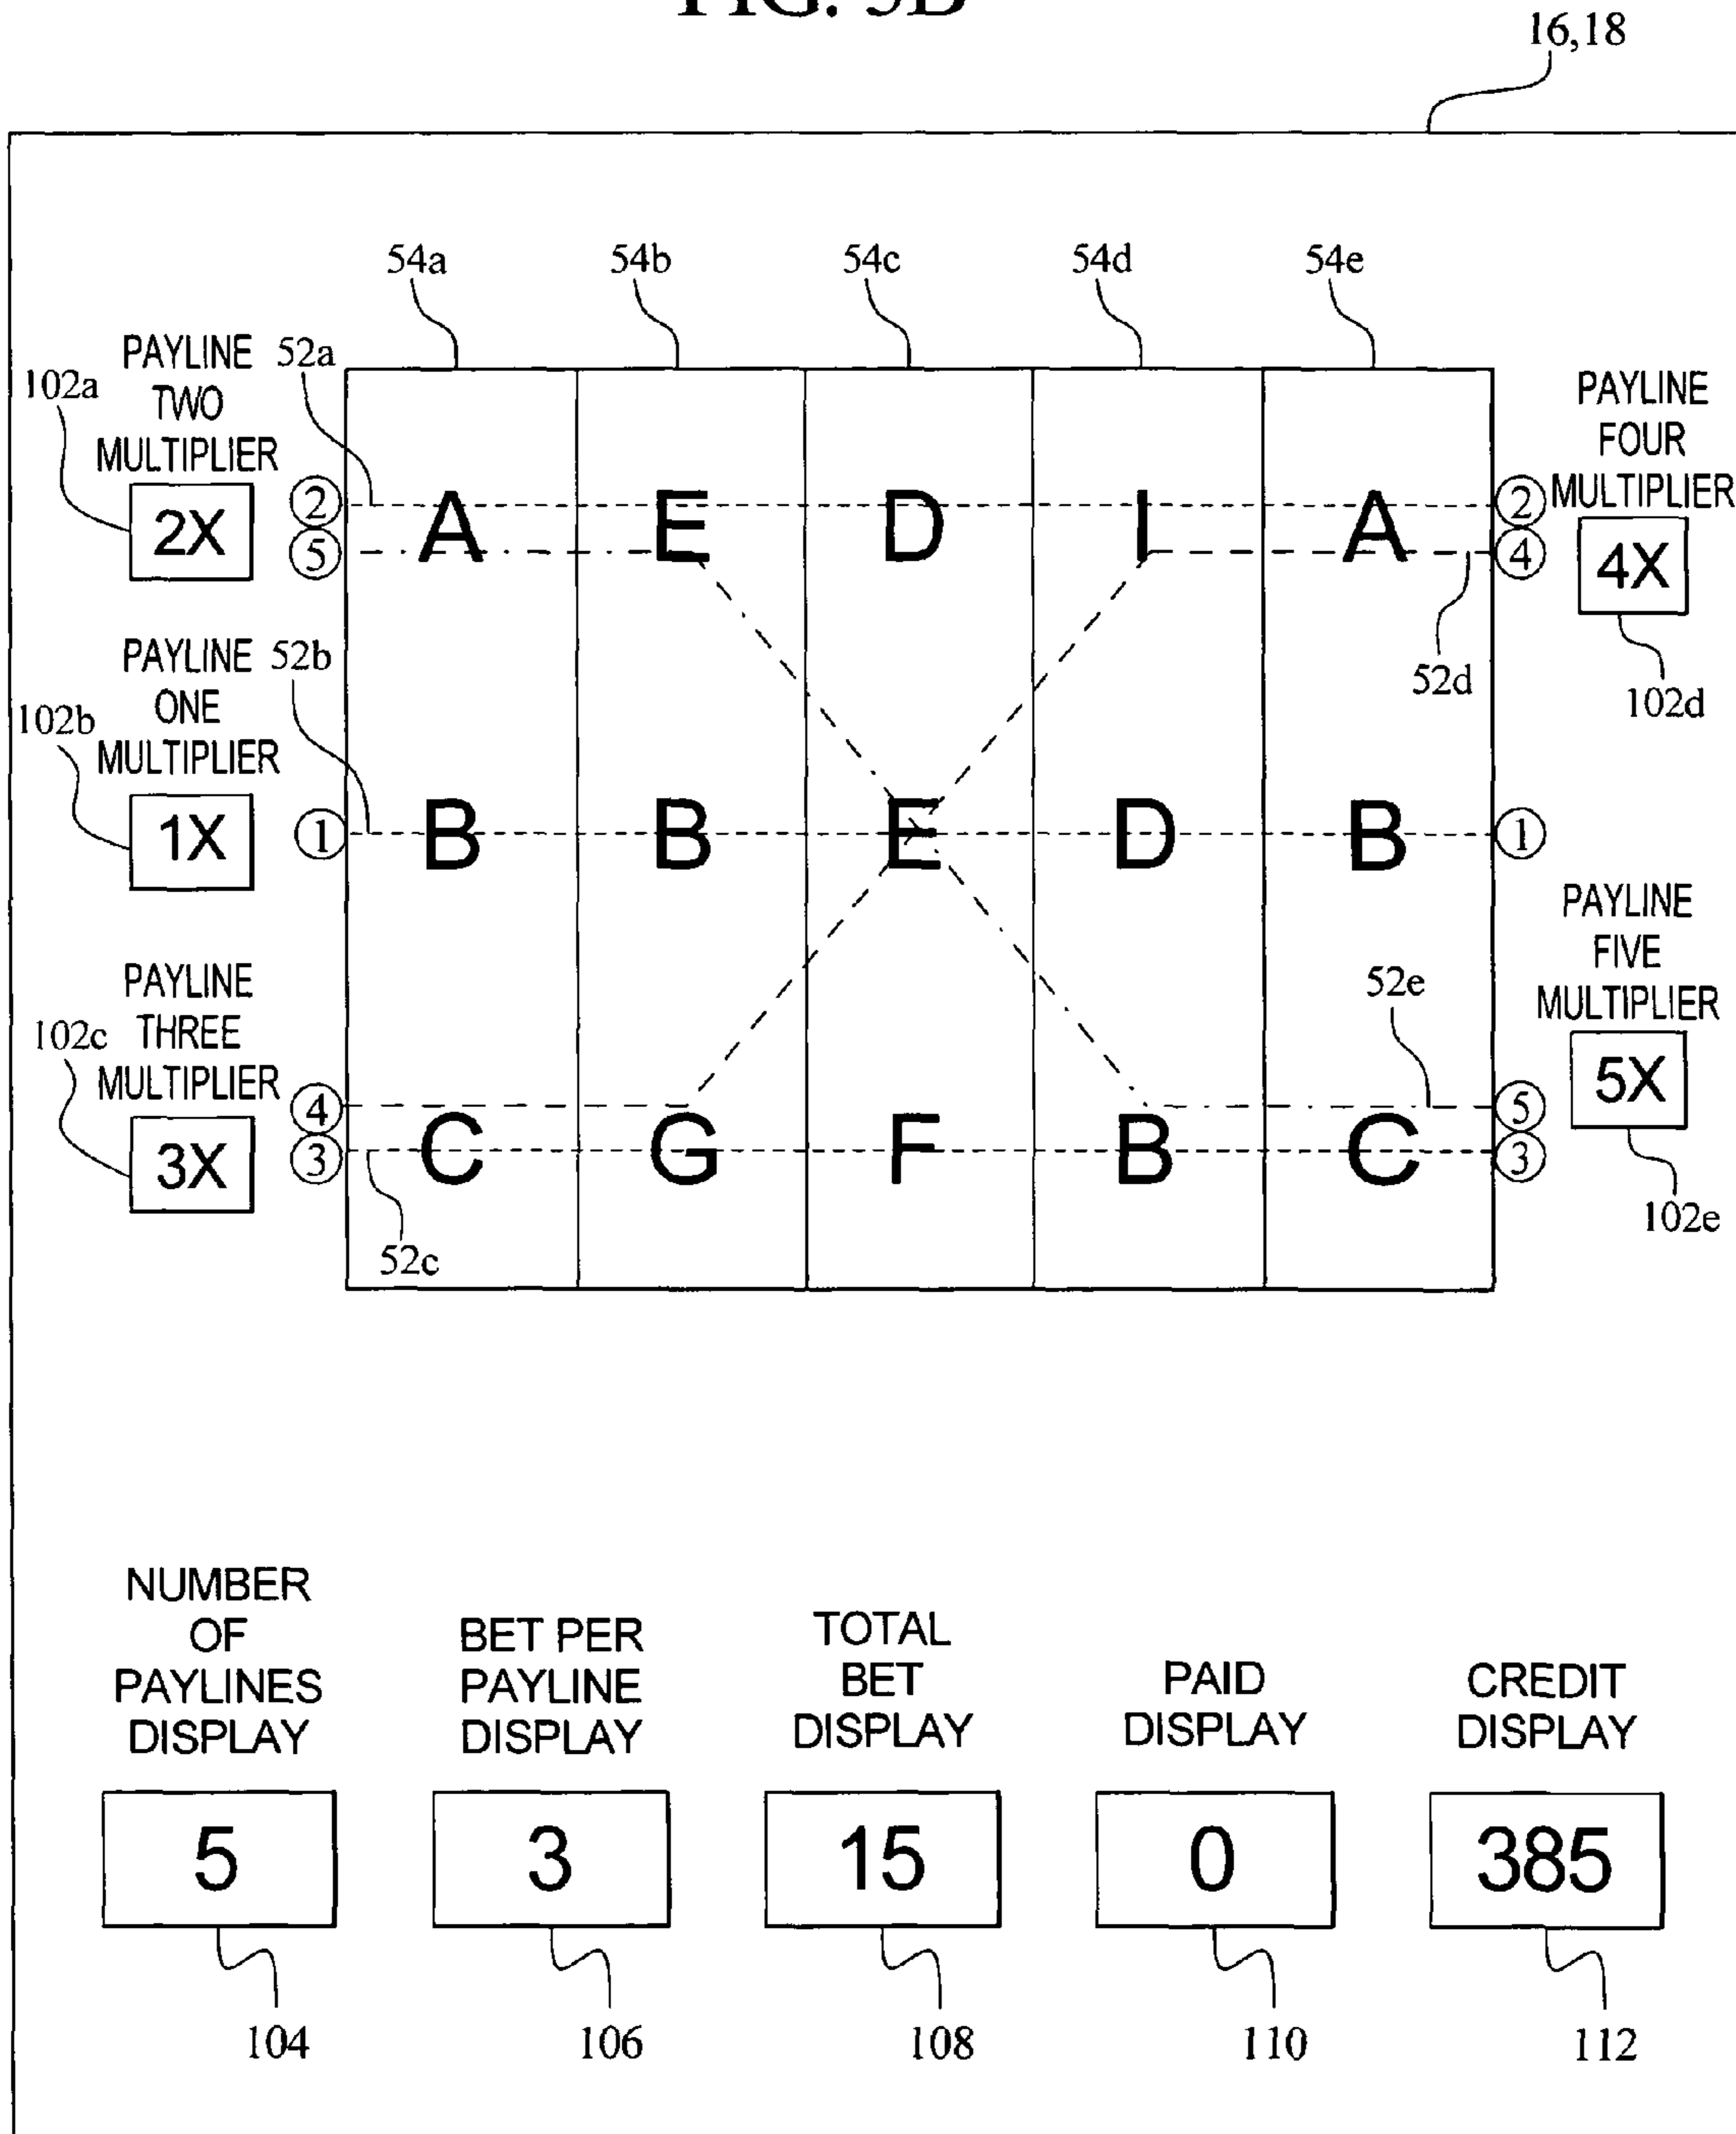 FIG. 5B
16,18
54a 54b 54c 54d 54e
PAYLINE
TWO
MULTIPLIER
102a
2X
52a
PAYLINE
FOUR
MULTIPLIER
4X
102d
2 A E D I A 2
5 4
52d
PAYLINE
ONE
MULTIPLIER
102b
1X
52b
1 B B E D B 1
PAYLINE
FIVE
MULTIPLIER
5X
102e
52e
PAYLINE
THREE
MULTIPLIER
102c
3X
4 5
3 C G F B C 3
52c
NUMBER
OF
PAYLINES
DISPLAY
5
104
BET PER
PAYLINE
DISPLAY
3
106
TOTAL
BET
DISPLAY
15
108
PAID
DISPLAY
0
110
CREDIT
DISPLAY
385
112